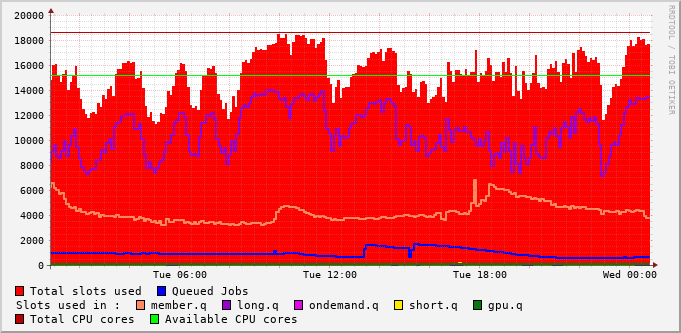 20000
18000
16000
14000
12000
10000
8000
6000
4000
2000
0
Tue 06:00 Tue 12:00 Tue 18:00 Wed 00:00
RRDTOOL / TOBI OETIKER
Total slots used Queued Jobs
Slots used in : member.q long.q ondemand.q short.q gpu.q
Total CPU cores Available CPU cores